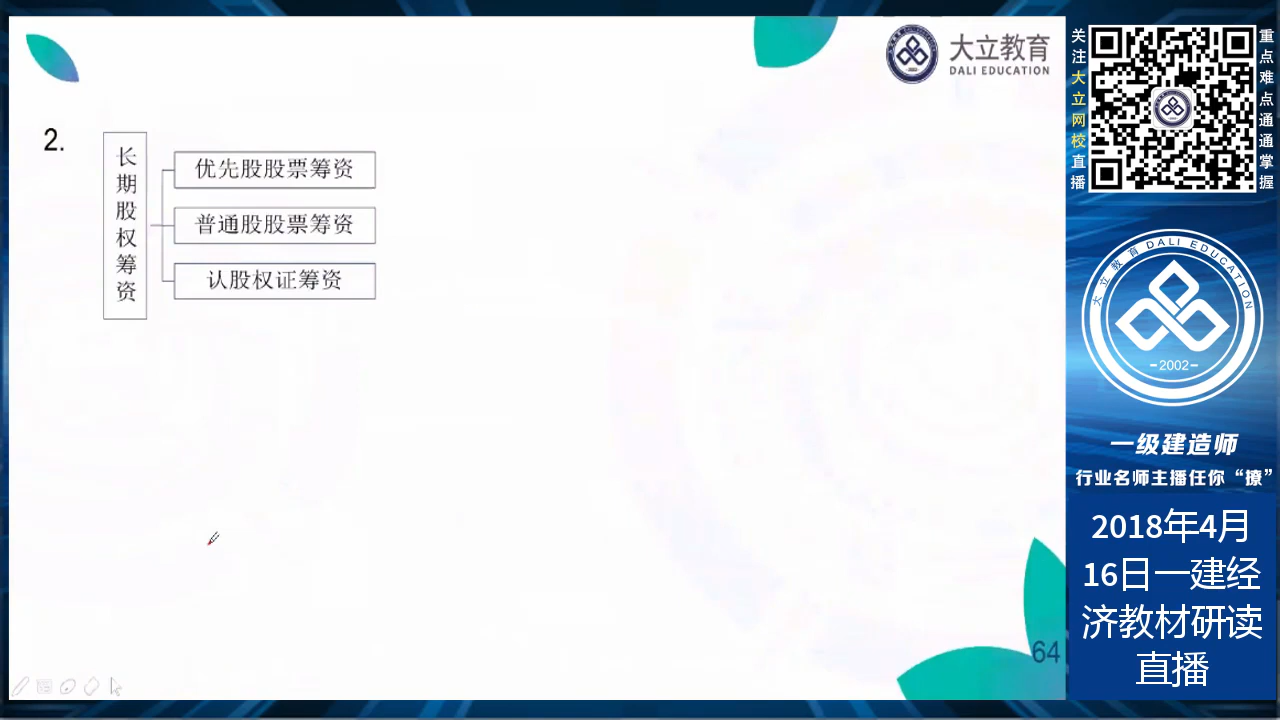 大立教育
DALI EDUCATION
2.
长期股权筹资
优先股股票筹资
普通股股票筹资
认股权证筹资
64
关注大立网校直播
重点难点通通掌握
大立教育 DALI EDUCATION
2002
一级建造师
行业名师主播任你“撩”
2018年4月
16日一建经
济教材研读
直播